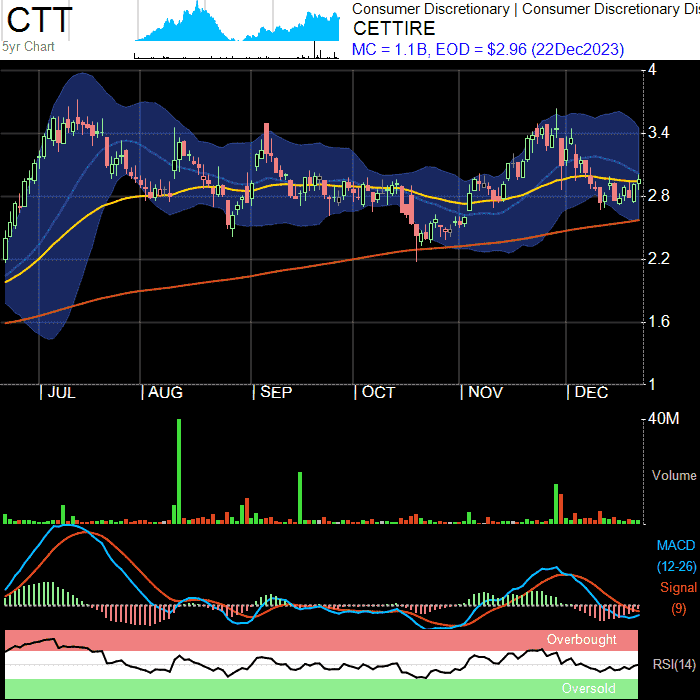 CTT
5yr Chart
Consumer Discretionary | Consumer Discretionary Dis
CETTIRE
MC = 1.1B, EOD = $2.96 (22Dec2023)
4
3.4
2.8
2.2
1.6
1
| JUL | AUG | SEP | OCT | NOV | DEC
40M
Volume
MACD
(12-26)
Signal
(9)
Overbought
RSI(14)
Oversold